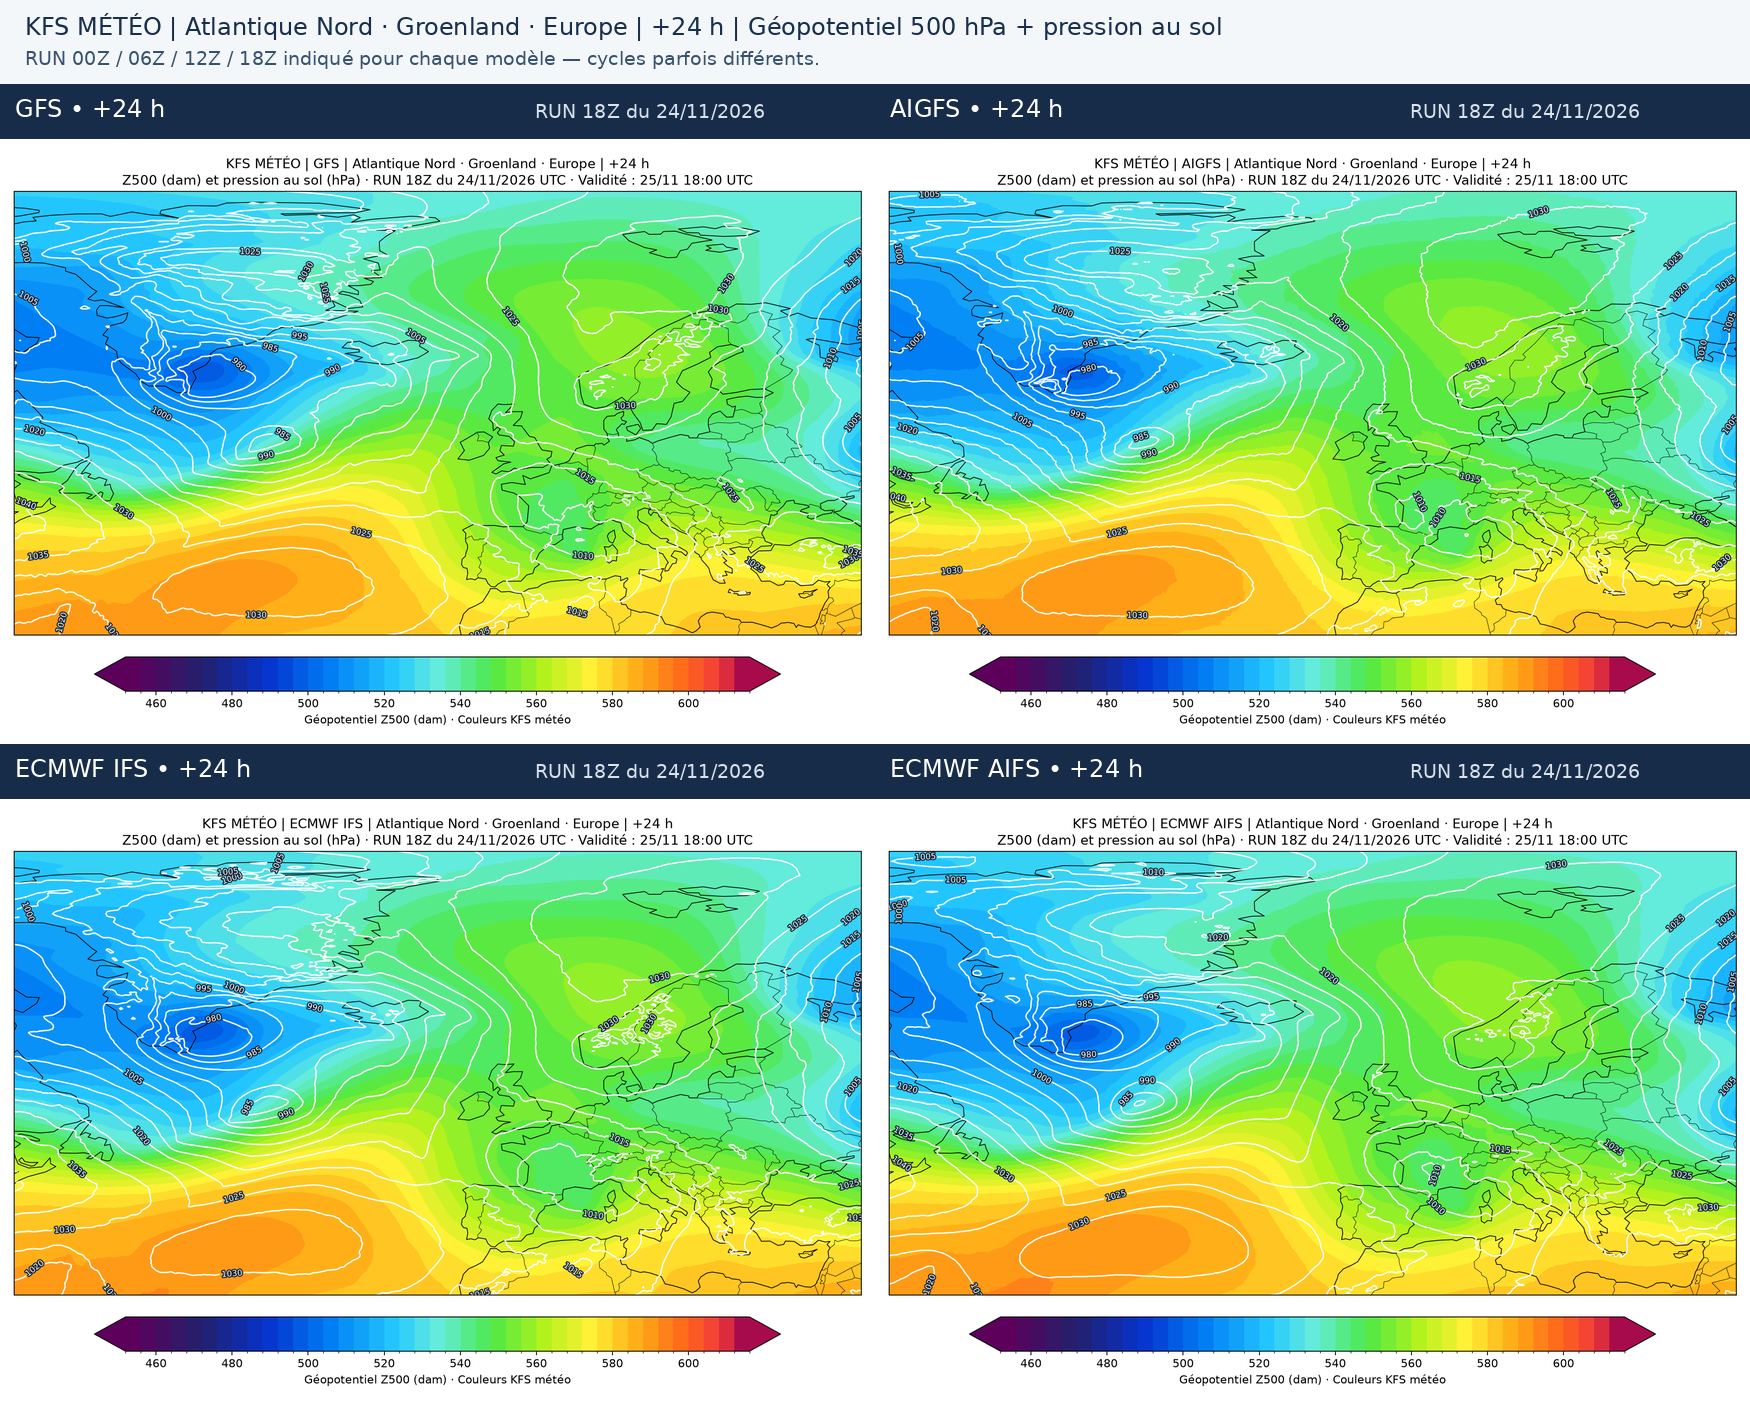 KFS MÉTÉO | Atlantique Nord · Groenland · Europe | +24 h | Géopotentiel 500 hPa + pression au sol
RUN 00Z / 06Z / 12Z / 18Z indiqué pour chaque modèle — cycles parfois différents.
GFS • +24 h
RUN 18Z du 24/11/2026
KFS MÉTÉO | GFS | Atlantique Nord · Groenland · Europe | +24 h
Z500 (dam) et pression au sol (hPa) · RUN 18Z du 24/11/2026 UTC · Validité : 25/11 18:00 UTC
460 480 500 520 540 560 580 600
Géopotentiel Z500 (dam) · Couleurs KFS météo
AIGFS • +24 h
RUN 18Z du 24/11/2026
KFS MÉTÉO | AIGFS | Atlantique Nord · Groenland · Europe | +24 h
Z500 (dam) et pression au sol (hPa) · RUN 18Z du 24/11/2026 UTC · Validité : 25/11 18:00 UTC
460 480 500 520 540 560 580 600
Géopotentiel Z500 (dam) · Couleurs KFS météo
ECMWF IFS • +24 h
RUN 18Z du 24/11/2026
KFS MÉTÉO | ECMWF IFS | Atlantique Nord · Groenland · Europe | +24 h
Z500 (dam) et pression au sol (hPa) · RUN 18Z du 24/11/2026 UTC · Validité : 25/11 18:00 UTC
460 480 500 520 540 560 580 600
Géopotentiel Z500 (dam) · Couleurs KFS météo
ECMWF AIFS • +24 h
RUN 18Z du 24/11/2026
KFS MÉTÉO | ECMWF AIFS | Atlantique Nord · Groenland · Europe | +24 h
Z500 (dam) et pression au sol (hPa) · RUN 18Z du 24/11/2026 UTC · Validité : 25/11 18:00 UTC
460 480 500 520 540 560 580 600
Géopotentiel Z500 (dam) · Couleurs KFS météo